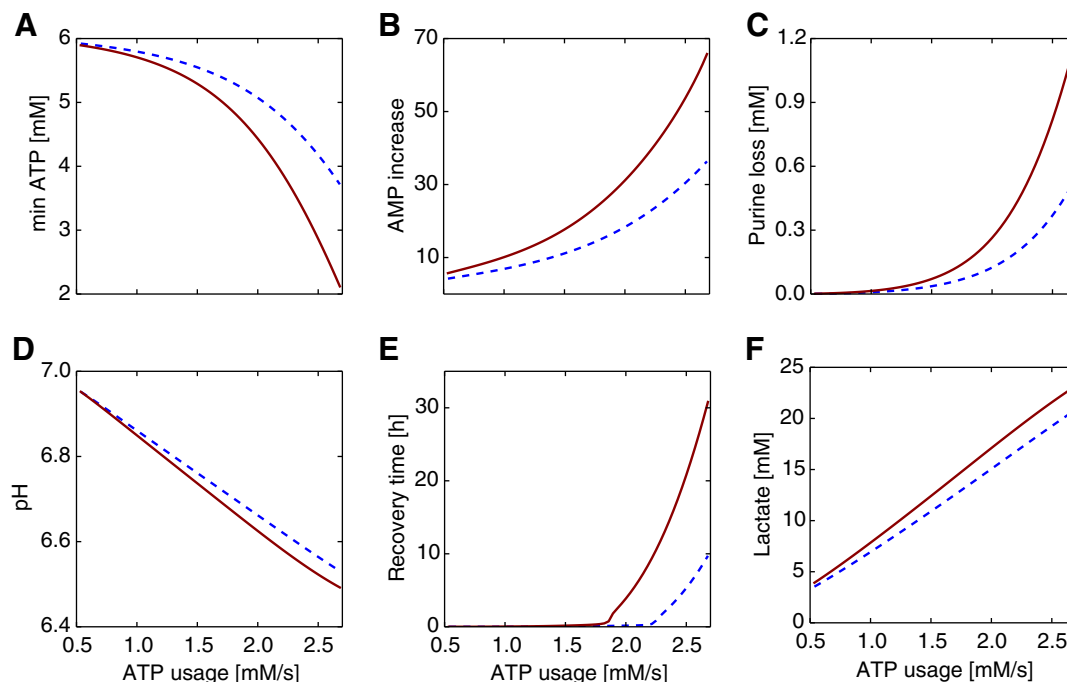 A
min ATP [mM]
6
5
4
3
2
B
AMP increase
70
50
30
10
C
Purine loss [mM]
1.2
0.9
0.6
0.3
0.0
D
pH
7.0
6.8
6.6
6.4
0.5 1.0 1.5 2.0 2.5
ATP usage [mM/s]
E
Recovery time [h]
30
20
10
0
0.5 1.0 1.5 2.0 2.5
ATP usage [mM/s]
F
Lactate [mM]
25
20
15
10
5
0
0.5 1.0 1.5 2.0 2.5
ATP usage [mM/s]